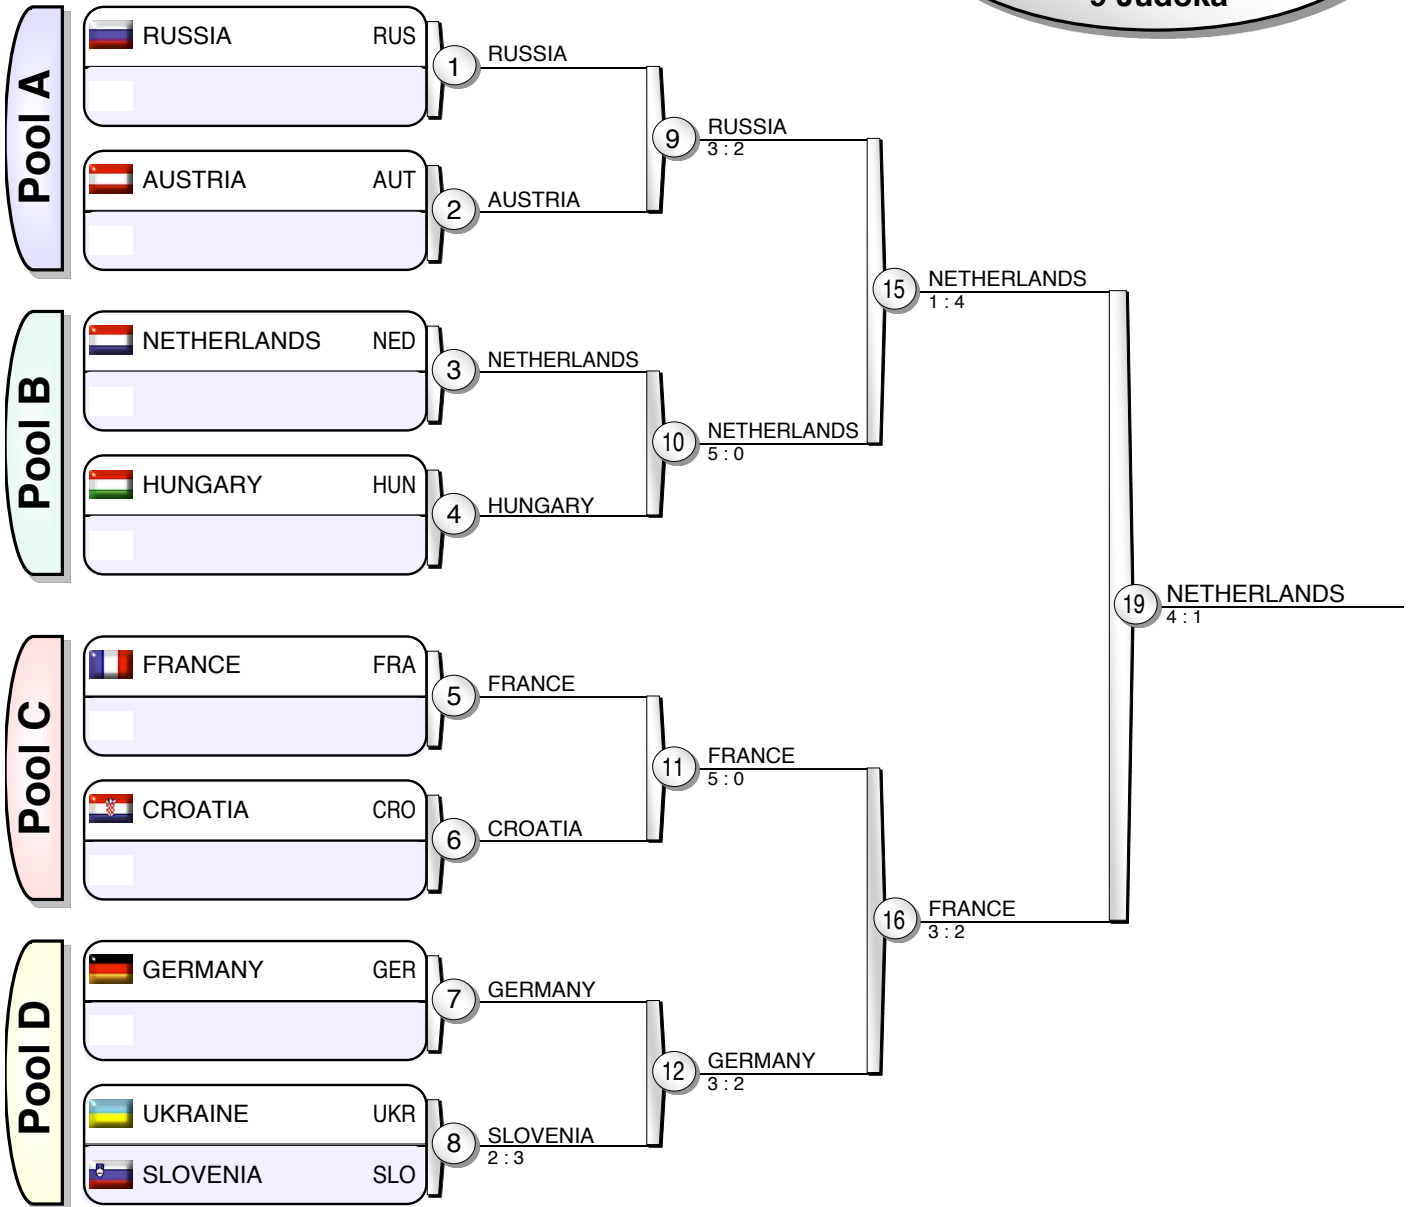 9 Judoka
Pool A
RUSSIA RUS
1
RUSSIA
AUSTRIA AUT
2
AUSTRIA
9
RUSSIA
3 : 2
Pool B
NETHERLANDS NED
3
NETHERLANDS
HUNGARY HUN
4
HUNGARY
10
NETHERLANDS
5 : 0
15
NETHERLANDS
1 : 4
Pool C
FRANCE FRA
5
FRANCE
CROATIA CRO
6
CROATIA
11
FRANCE
5 : 0
Pool D
GERMANY GER
7
GERMANY
UKRAINE UKR
SLOVENIA SLO
8
SLOVENIA
2 : 3
12
GERMANY
3 : 2
16
FRANCE
3 : 2
19
NETHERLANDS
4 : 1